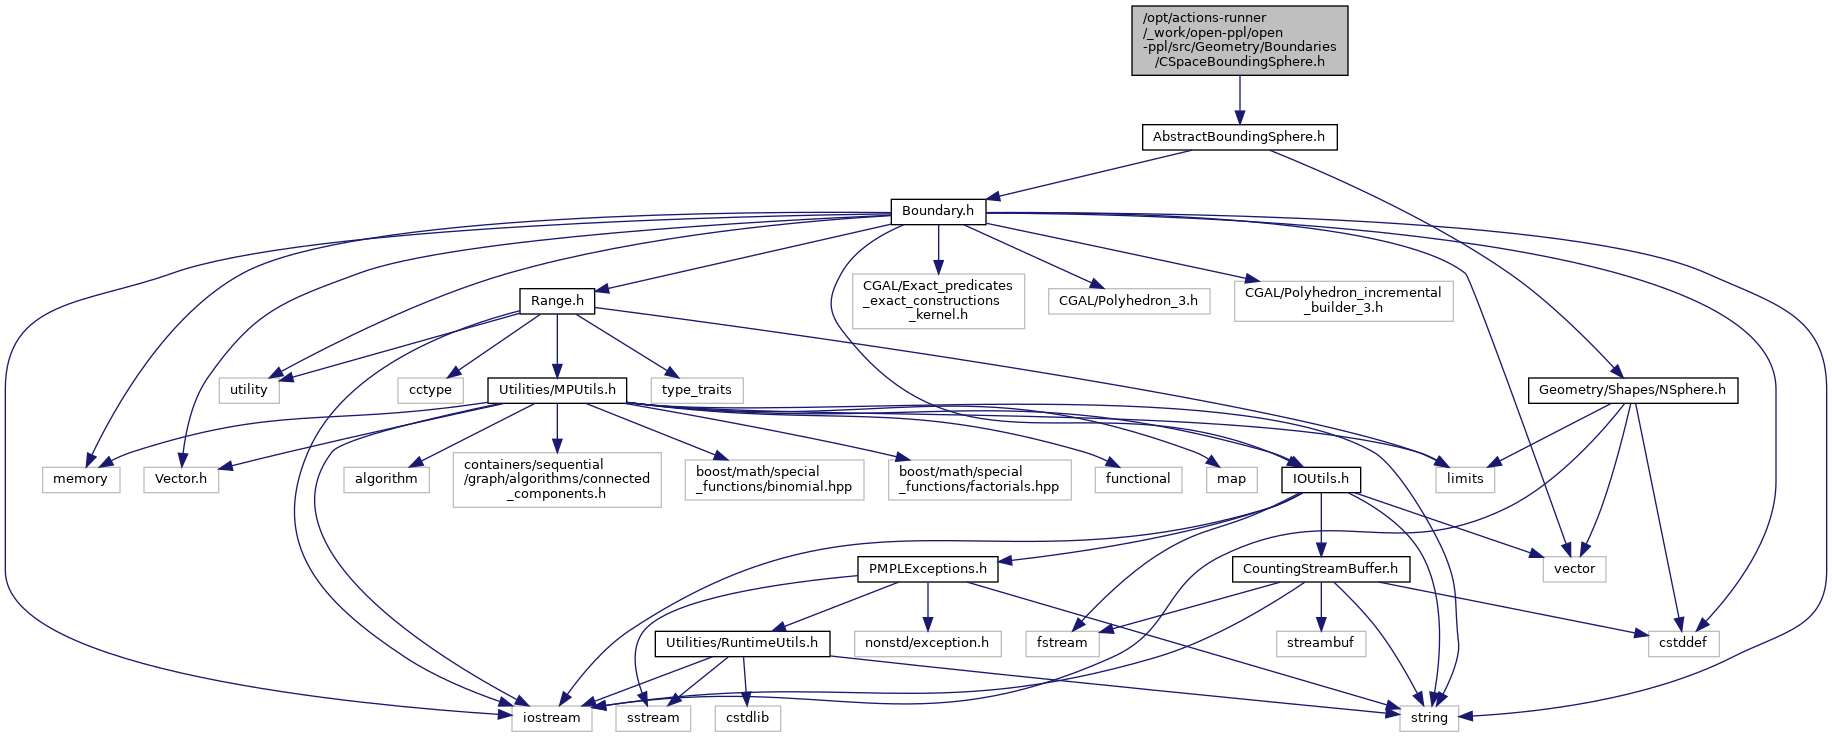 /opt/actions-runner
/_work/open-ppl/open
-ppl/src/Geometry/Boundaries
/CSpaceBoundingSphere.h
AbstractBoundingSphere.h
Boundary.h
Range.h
CGAL/Exact_predicates
_exact_constructions
_kernel.h
CGAL/Polyhedron_3.h
CGAL/Polyhedron_incremental
_builder_3.h
utility
cctype
Utilities/MPUtils.h
type_traits
Geometry/Shapes/NSphere.h
memory
Vector.h
algorithm
containers/sequential
/graph/algorithms/connected
_components.h
boost/math/special
_functions/binomial.hpp
boost/math/special
_functions/factorials.hpp
functional
map
IOUtils.h
limits
PMPLExceptions.h
CountingStreamBuffer.h
vector
Utilities/RuntimeUtils.h
nonstd/exception.h
fstream
streambuf
cstddef
iostream
sstream
cstdlib
string